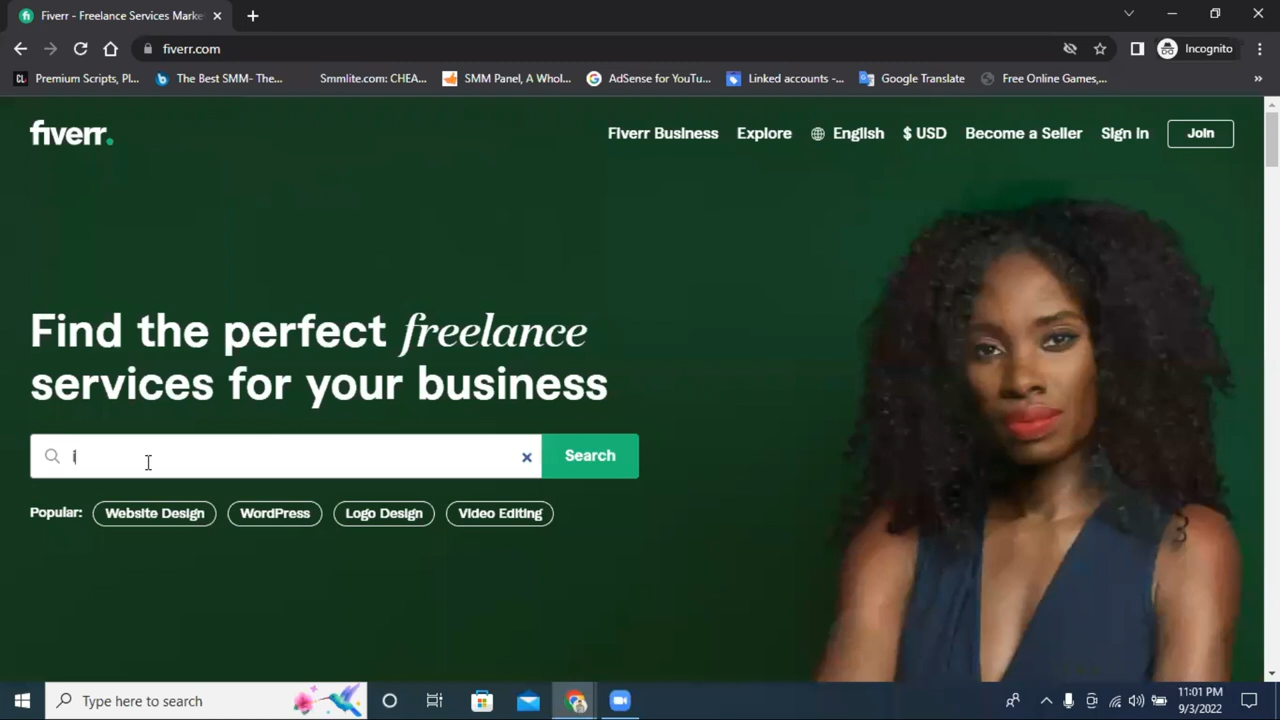 Fiverr - Freelance Services Marke
fiverr.com
Incognito
Premium Scripts, Pl...
The Best SMM- The...
Smmlite.com: CHEA...
SMM Panel, A Whol...
AdSense for YouTu...
Linked accounts -...
Google Translate
Free Online Games,...
fiverr.
Fiverr Business
Explore
English
$ USD
Become a Seller
Sign in
Join
Find the perfect freelance
services for your business
i
Search
Popular:
Website Design
WordPress
Logo Design
Video Editing
Type here to search
11:01 PM
9/3/2022